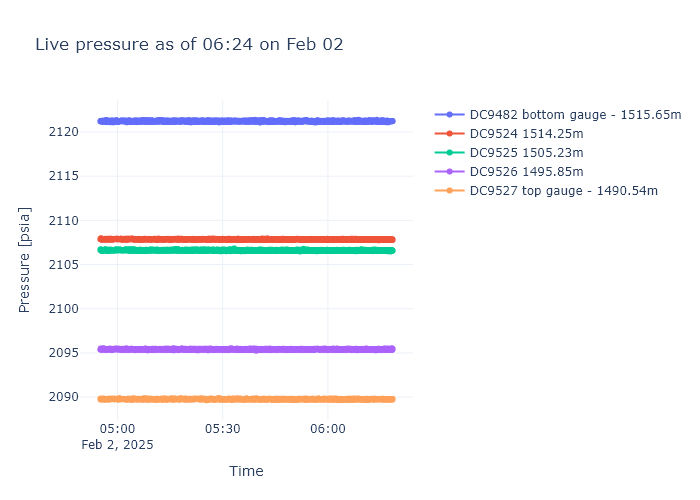 Live pressure as of 06:24 on Feb 02
DC9482 bottom gauge - 1515.65m
DC9524 1514.25m
DC9525 1505.23m
DC9526 1495.85m
DC9527 top gauge - 1490.54m
Pressure [psia]
2120
2115
2110
2105
2100
2095
2090
05:00
05:30
06:00
Feb 2, 2025
Time